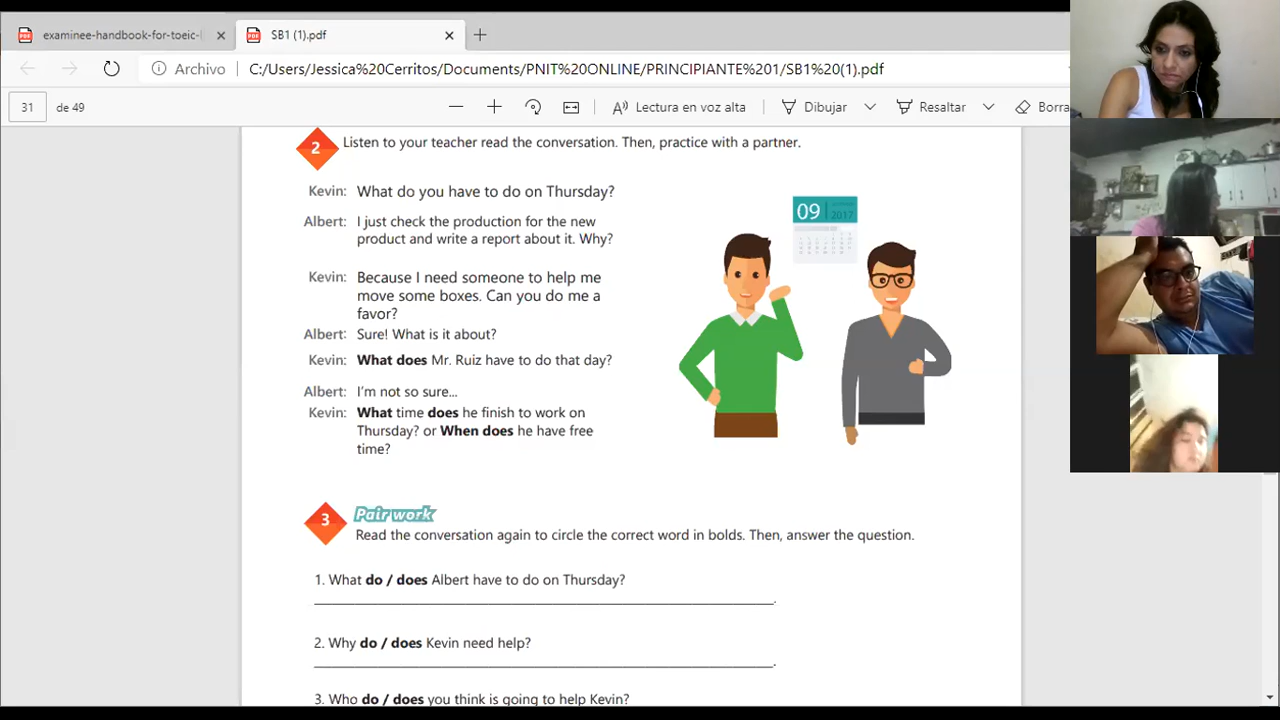 examinee-handbook-for-toeic-l
SB1 (1).pdf
Archivo
C:/Users/Jessica%20Cerritos/Documents/PNIT%20ONLINE/PRINCIPIANTE%201/SB1%20(1).pdf
31 de 49
Lectura en voz alta
Dibujar
Resaltar
Borra
2 Listen to your teacher read the conversation. Then, practice with a partner.
Kevin: What do you have to do on Thursday?
Albert: I just check the production for the new
product and write a report about it. Why?
Kevin: Because I need someone to help me
move some boxes. Can you do me a
favor?
Albert: Sure! What is it about?
Kevin: What does Mr. Ruiz have to do that day?
Albert: I'm not so sure...
Kevin: What time does he finish to work on
Thursday? or When does he have free
time?
09
2017
3 Pair work
Read the conversation again to circle the correct word in bolds. Then, answer the question.
1. What do / does Albert have to do on Thursday?
2. Why do / does Kevin need help?
3. Who do / does you think is going to help Kevin?